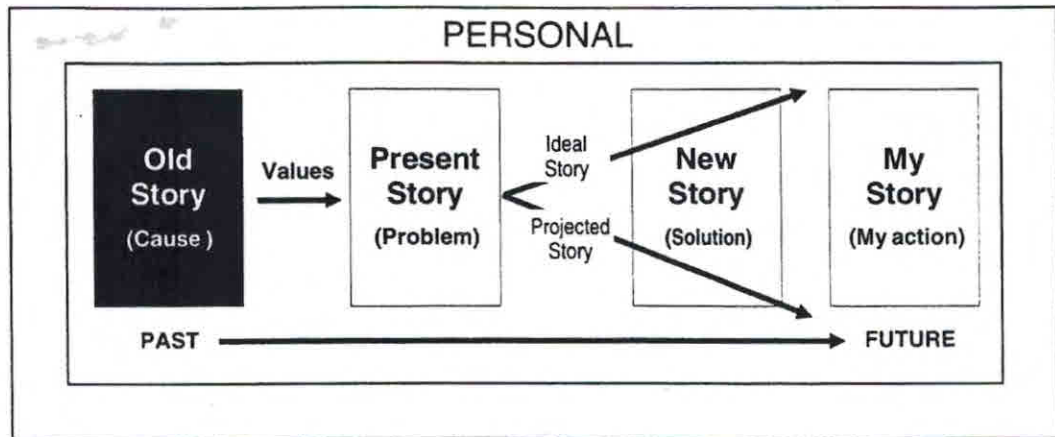 PERSONAL
Old
Story
(Cause )
Values
Present
Story
(Problem)
Ideal
Story
Projected
Story
New
Story
(Solution)
My
Story
(My action)
PAST
FUTURE